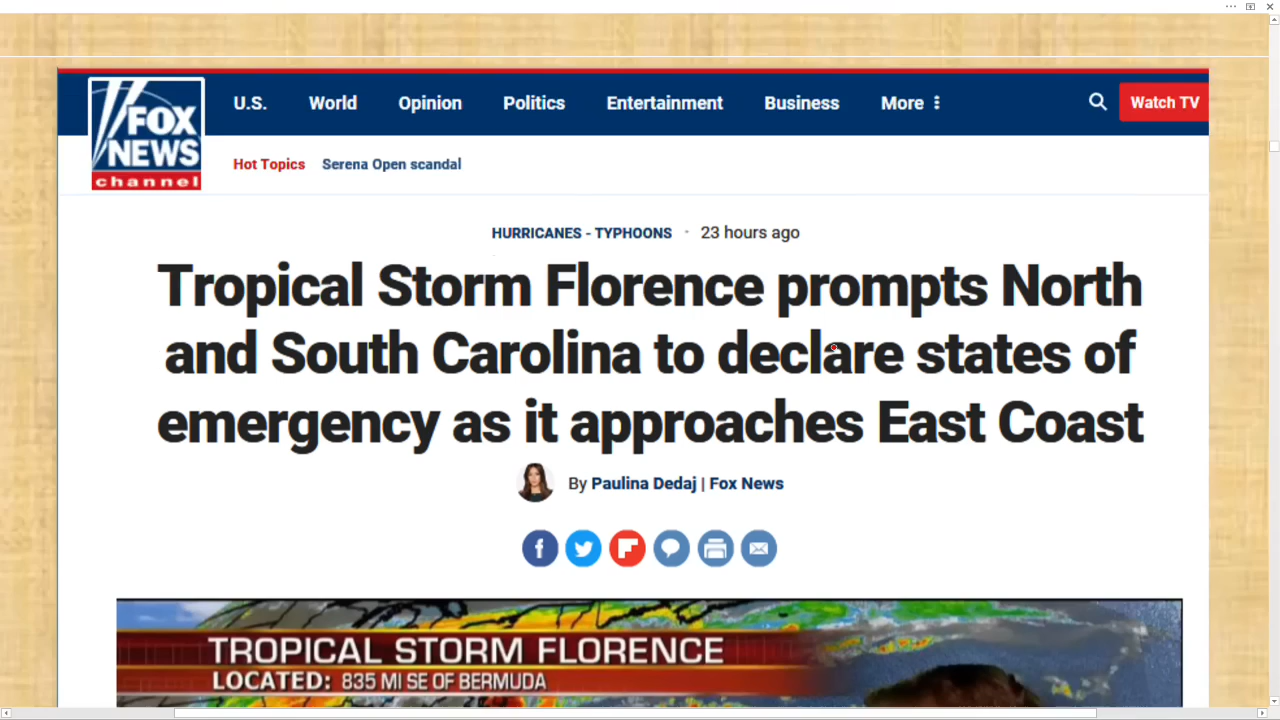 FOX
NEWS
channel
U.S. World Opinion Politics Entertainment Business More Watch TV
Hot Topics Serena Open scandal
HURRICANES - TYPHOONS · 23 hours ago
Tropical Storm Florence prompts North
and South Carolina to declare states of
emergency as it approaches East Coast
By Paulina Dedaj | Fox News
TROPICAL STORM FLORENCE
LOCATED: 835 MI SE OF BERMUDA